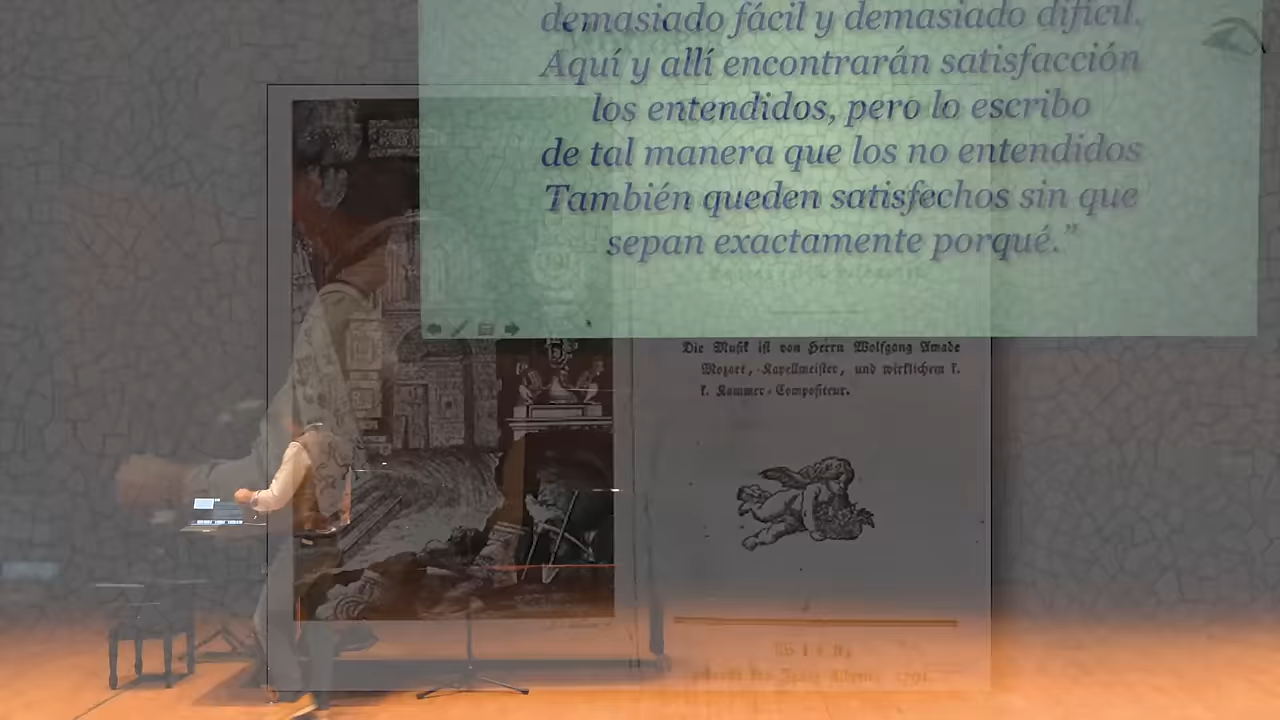 demasiado fácil y demasiado difícil.
Aquí y allí encontrarán satisfacción
los entendidos, pero lo escribo
de tal manera que los no entendidos
También queden satisfechos sin que
sepan exactamente porqué.”
Die Musik ist von Herrn Wolfgang Amade
Mozart, Kapellmeister, und wirklichem k.
k. Kammer-Compositeur.